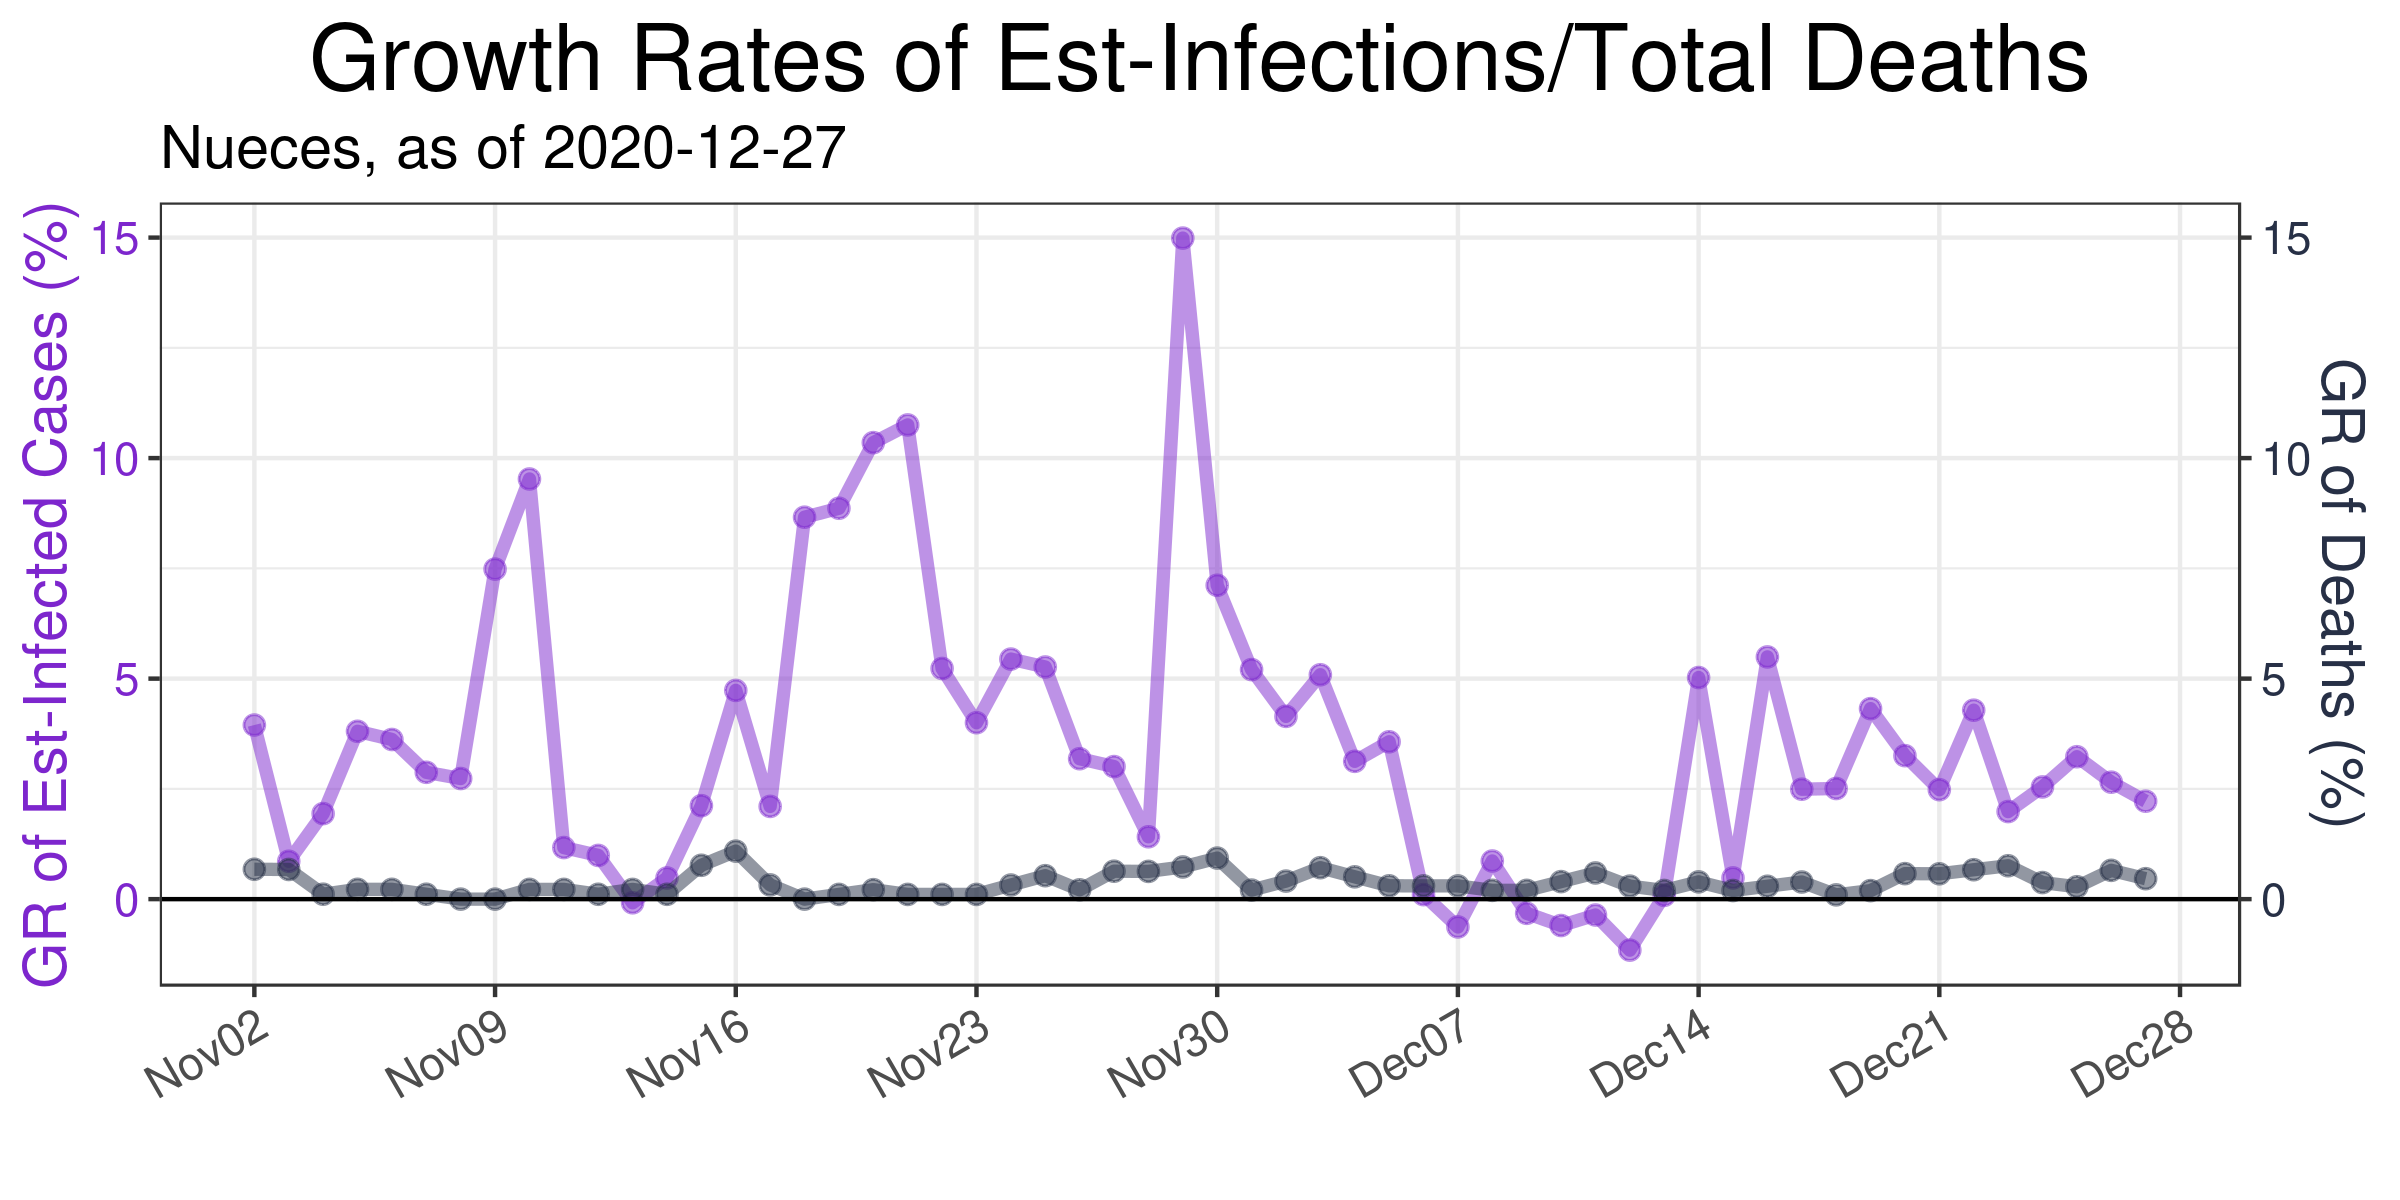 Growth Rates of Est-Infections/Total Deaths
Nueces, as of 2020-12-27
GR of Est-Infected Cases (%)
15
10
5
0
15
10
5
0
GR of Deaths (%)
Nov02
Nov09
Nov16
Nov23
Nov30
Dec07
Dec14
Dec21
Dec28